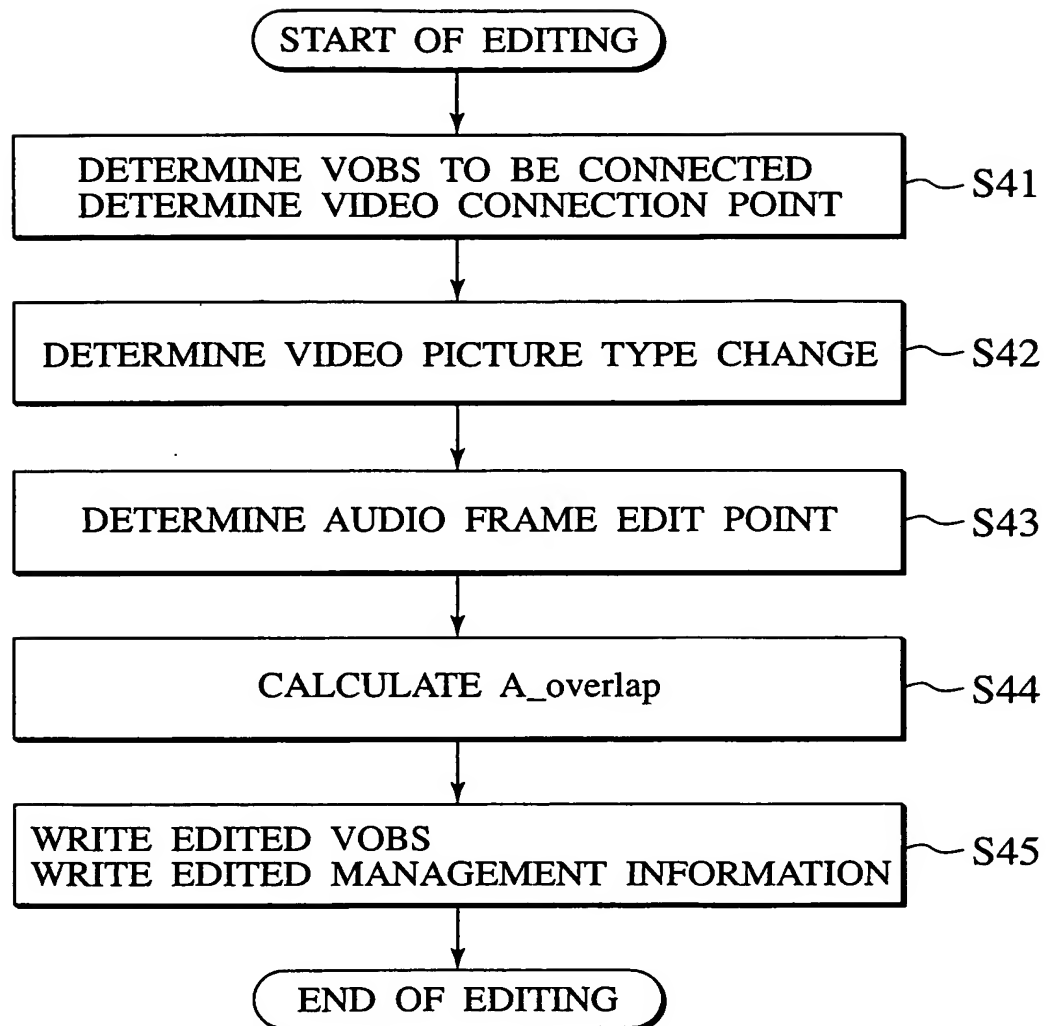 START OF EDITING
DETERMINE VOBS TO BE CONNECTED
DETERMINE VIDEO CONNECTION POINT
S41
DETERMINE VIDEO PICTURE TYPE CHANGE
S42
DETERMINE AUDIO FRAME EDIT POINT
S43
CALCULATE A_overlap
S44
WRITE EDITED VOBS
WRITE EDITED MANAGEMENT INFORMATION
S45
END OF EDITING